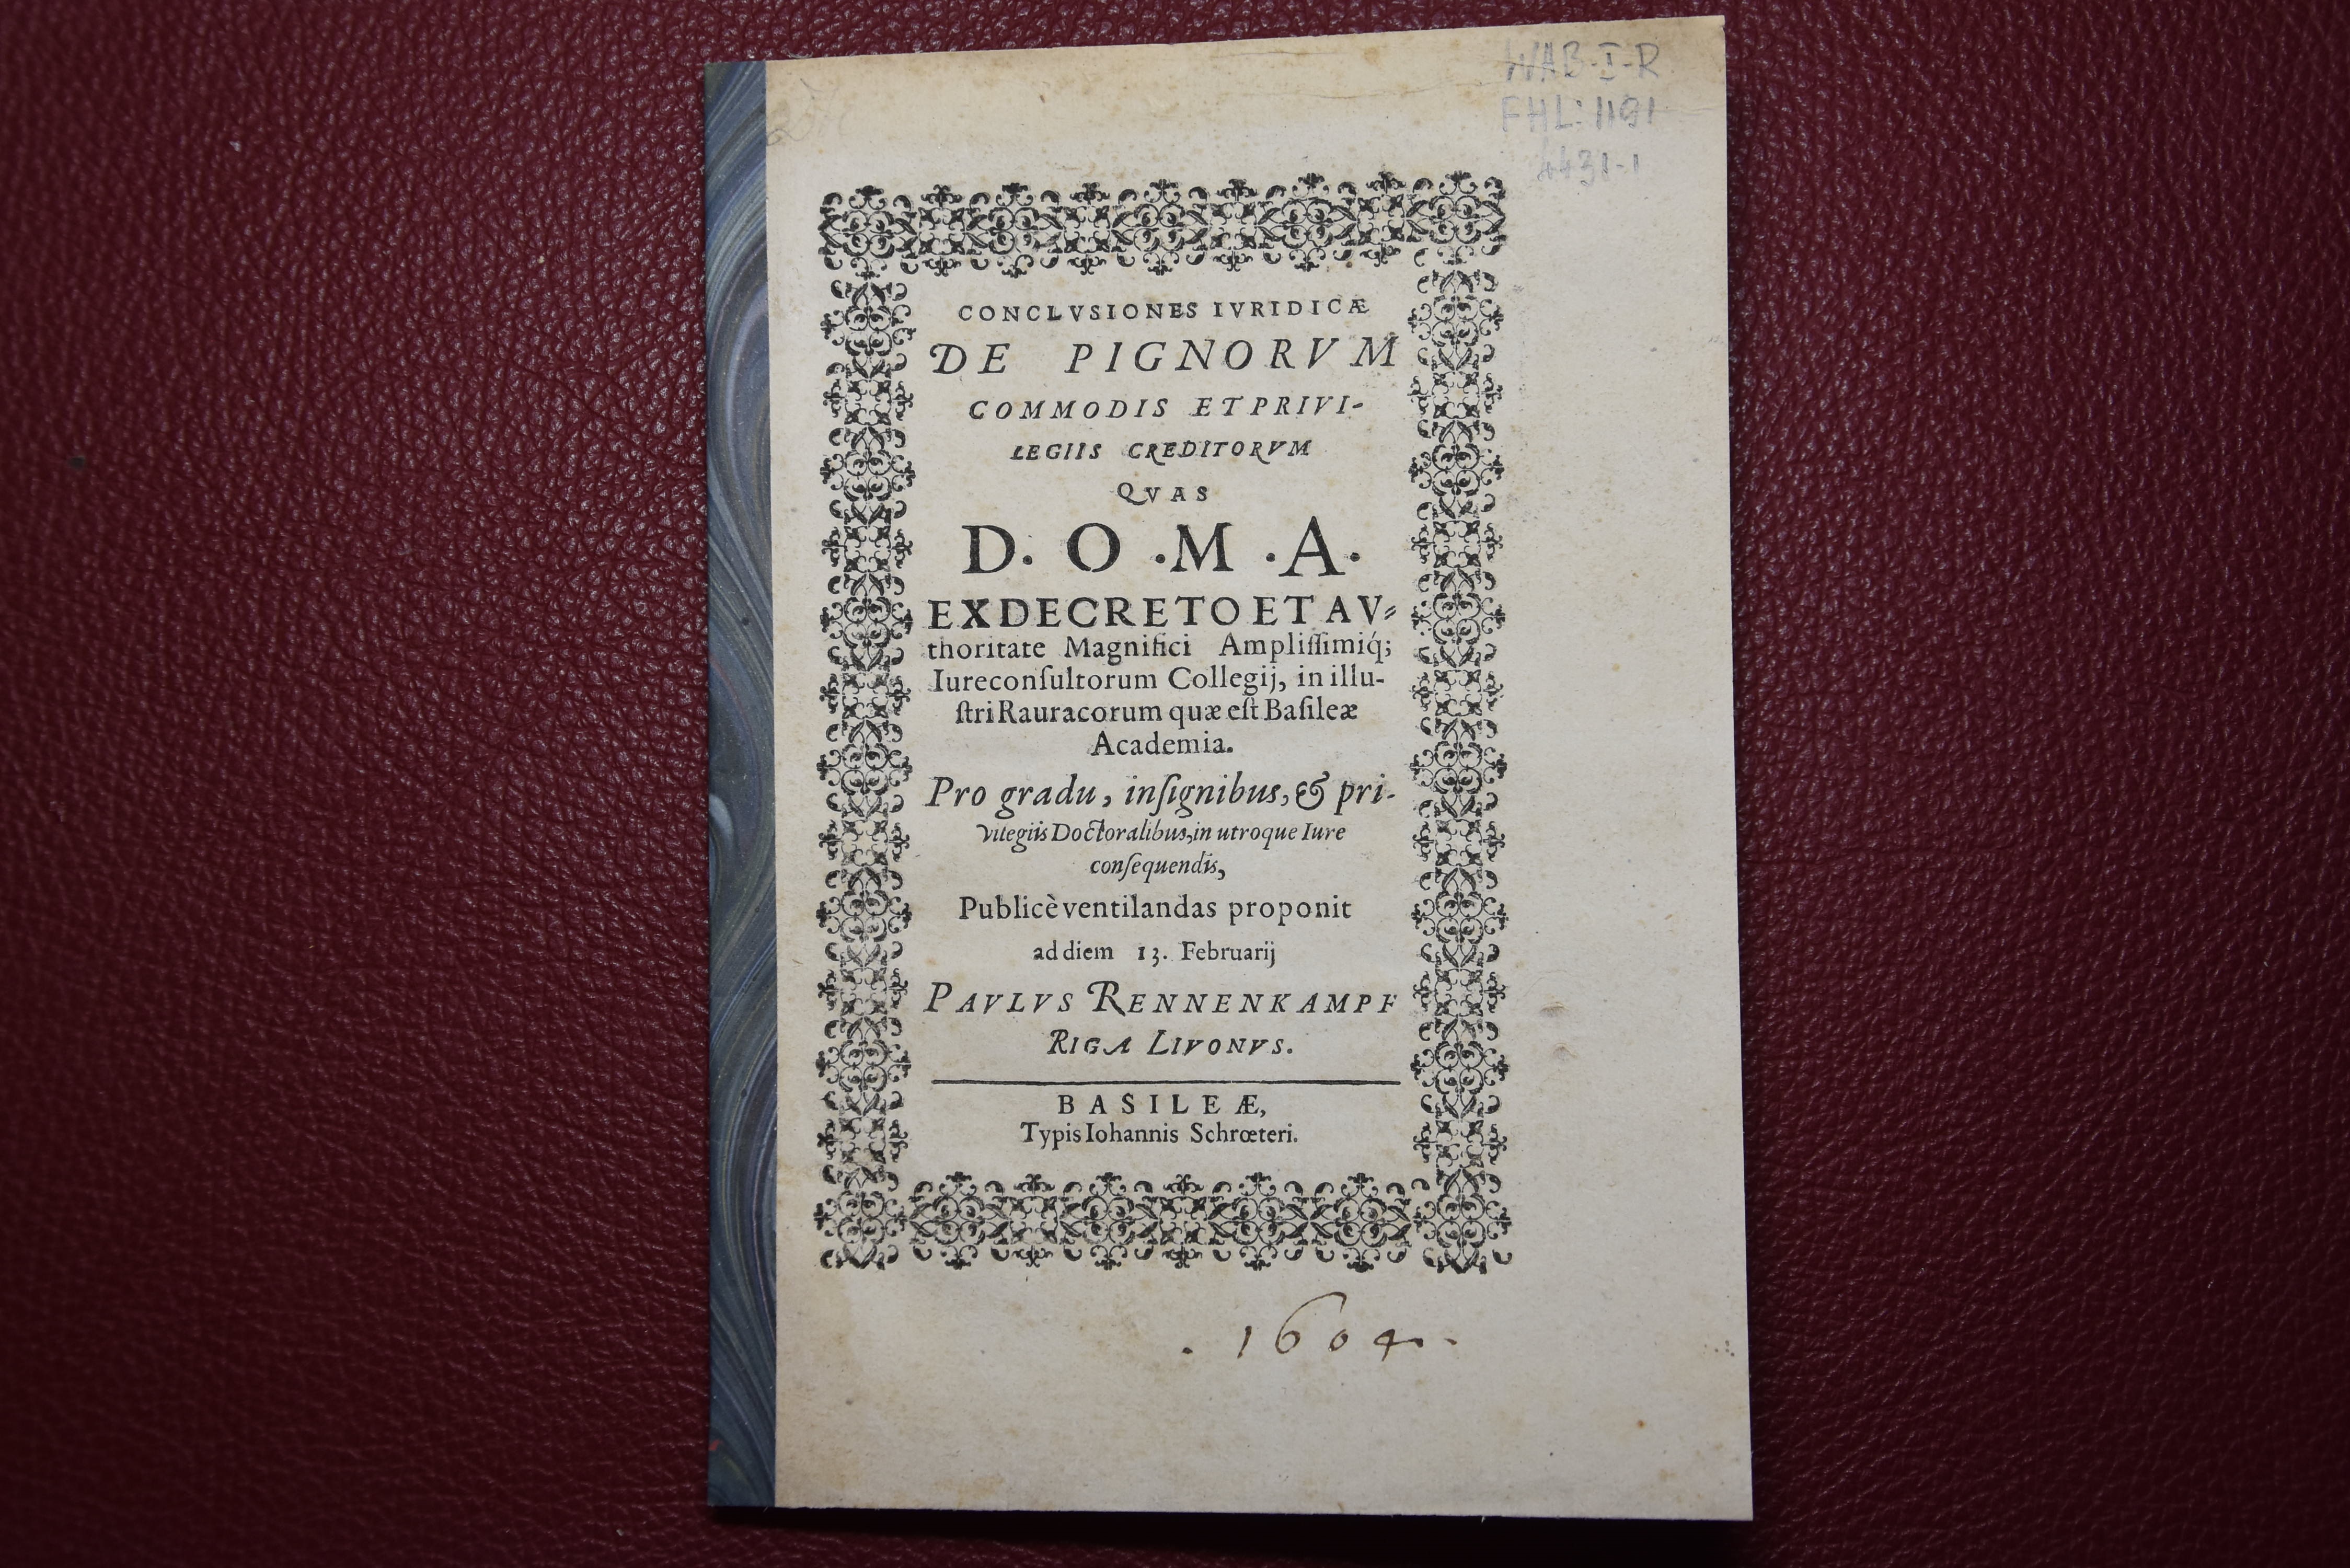 WAB-I-R
FHL: 1191
4431-1
CONCLVSIONES IVRIDICÆ
DE PIGNORVM
COMMODIS ET PRIVI-
LEGIIS CREDITORVM
QVAS
D. O . M . A.
EX DECRETO ET AV-
thoritate Magnifici Ampliſſimiq́;
Iureconſultorum Collegij, in illu-
ſtri Rauracorum quæ eſt Baſileæ
Academia.
Pro gradu, inſignibus, & pri-
vilegiis Doctoralibus, in utroque Iure
conſequendis,
Publicè ventilandas proponit
ad diem 13. Februarij
PAVLVS RENNENKAMPF
RIGA LIVONVS.
BASILEÆ,
Typis Iohannis Schrœteri.
. 1604.